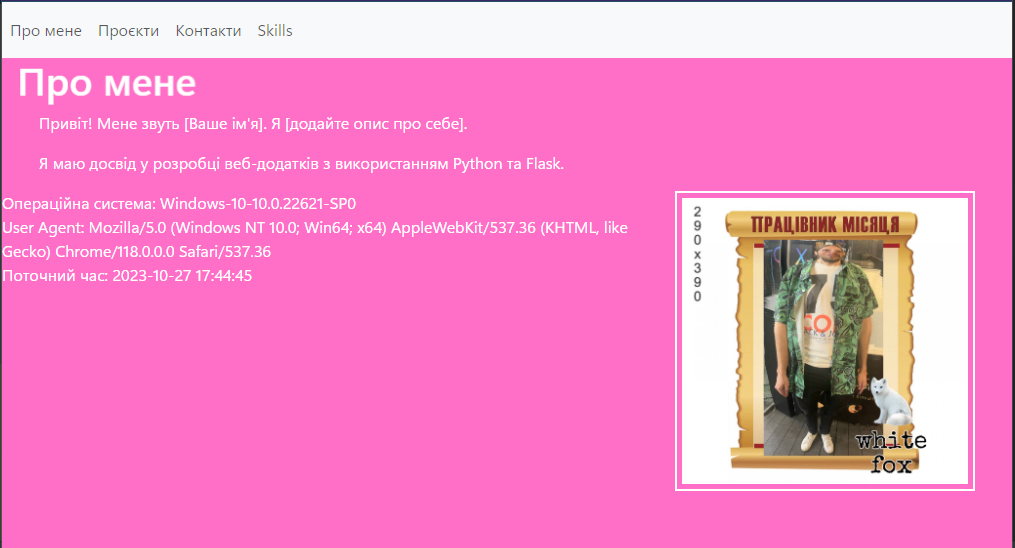 Про мене Проєкти Контакти Skills
Про мене
Привіт! Мене звуть [Ваше ім'я]. Я [додайте опис про себе].
Я маю досвід у розробці веб-додатків з використанням Python та Flask.
Операційна система: Windows-10-10.0.22621-SP0
User Agent: Mozilla/5.0 (Windows NT 10.0; Win64; x64) AppleWebKit/537.36 (KHTML, like
Gecko) Chrome/118.0.0.0 Safari/537.36
Поточний час: 2023-10-27 17:44:45
290x390
ПРАЦІВНИК МІСЯЦЯ
white
fox